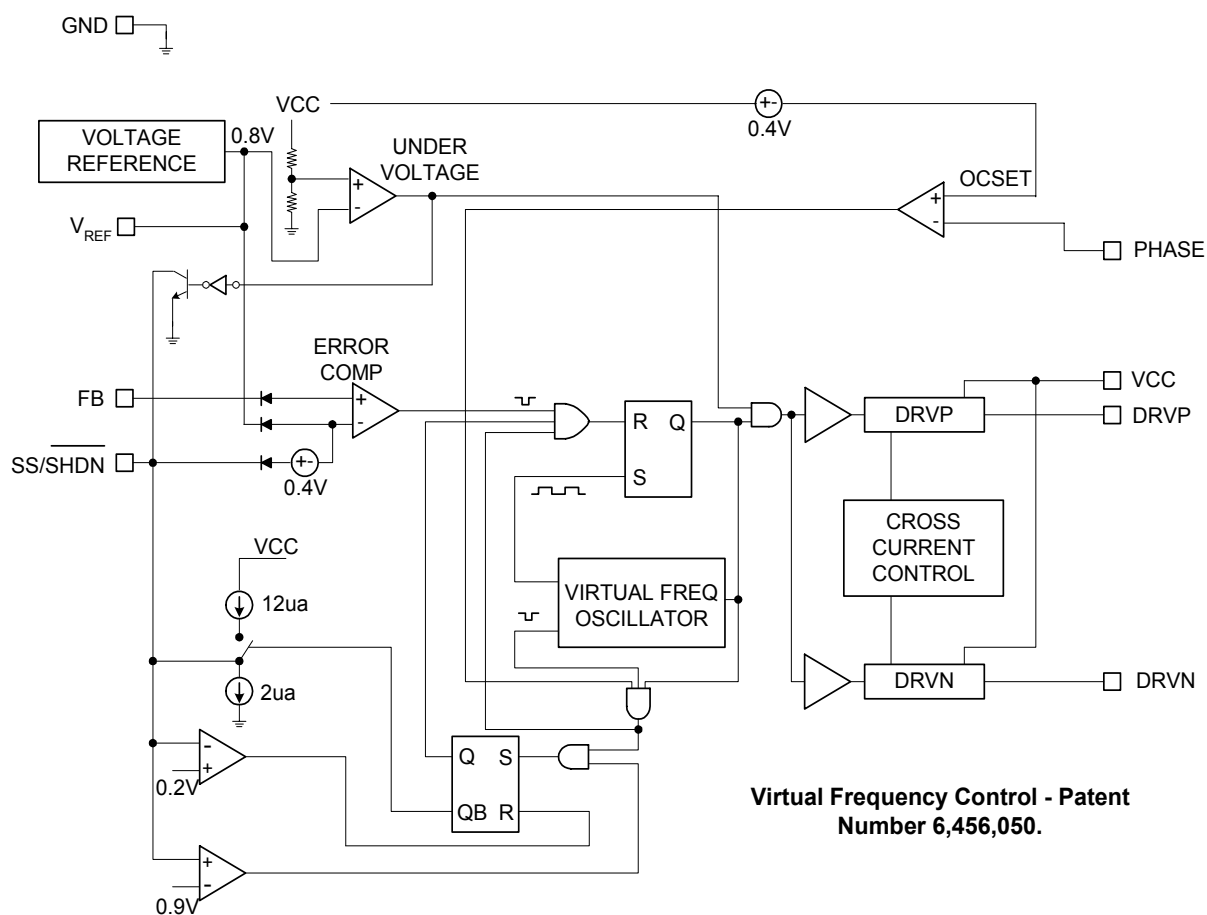 GND
VCC
+-
0.4V
VOLTAGE
REFERENCE
0.8V
UNDER
VOLTAGE
+
-
OCSET
+
-
VREF
PHASE
ERROR
COMP
FB
+
-
SS/SHDN
+-
0.4V
R Q
S
DRVP
VCC
DRVP
CROSS
CURRENT
CONTROL
VCC
12ua
VIRTUAL FREQ
OSCILLATOR
2ua
DRVN
DRVN
-
+
0.2V
Q S
QB R
+
-
0.9V
Virtual Frequency Control - Patent
Number 6,456,050.